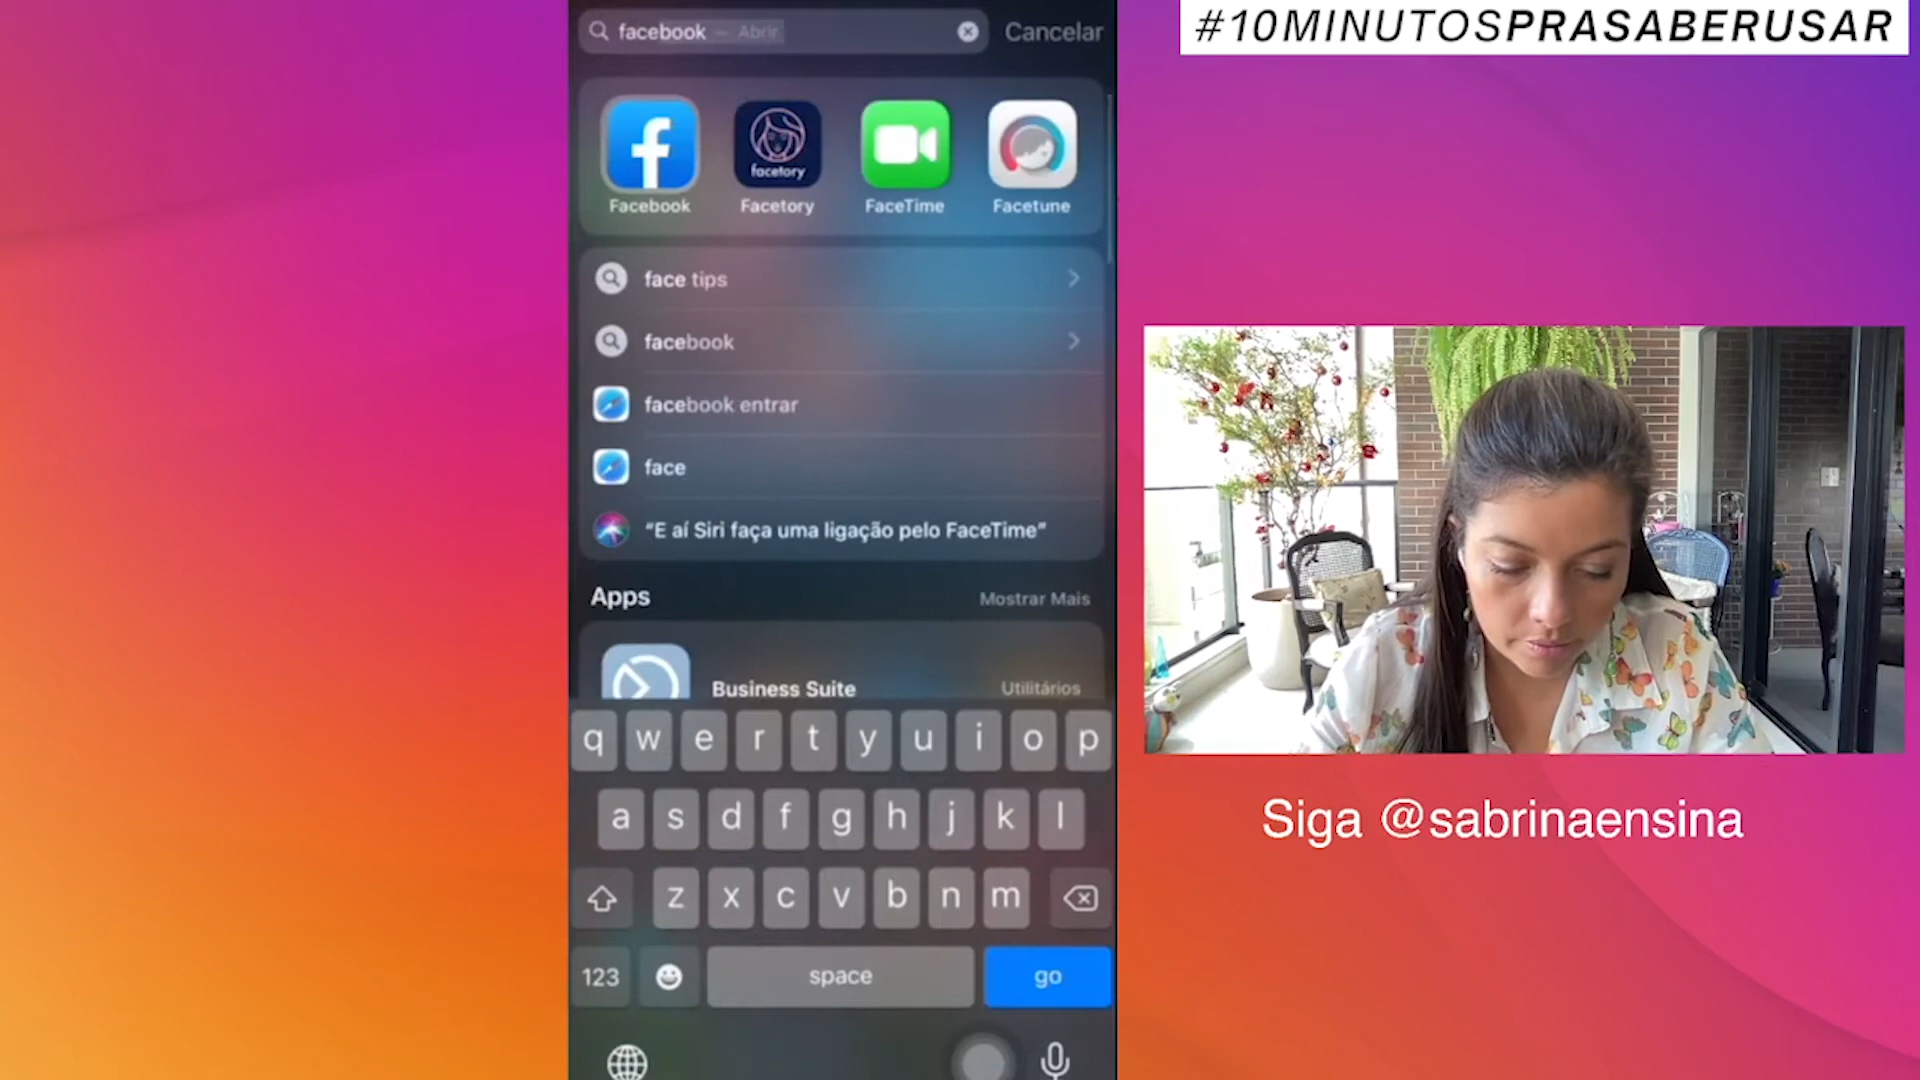 #10MINUTOSPRASABERUSAR
facebook — Abrir
Cancelar
facetory
Facebook
Facetory
FaceTime
Facetune
face tips
facebook
facebook entrar
face
“E aí Siri faça uma ligação pelo FaceTime”
Apps
Mostrar Mais
Business Suite
Utilitários
q w e r t y u i o p
a s d f g h j k l
z x c v b n m
123
space
go
Siga @sabrinaensina